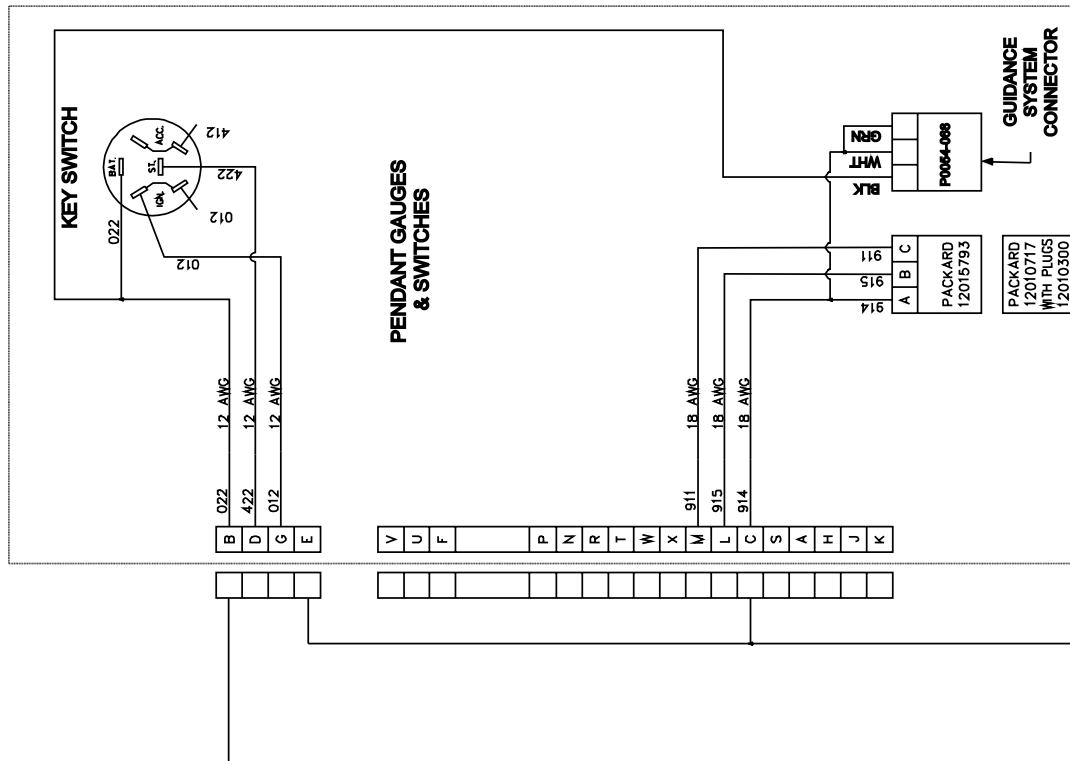 KEY SWITCH
BAT.
ACC.
ST.
IGN.
412
422
012
022
012
PENDANT GAUGES
& SWITCHES
GUIDANCE
SYSTEM
CONNECTOR
GRN
WHT
BLK
P0054-068
911
915
914
C
B
A
PACKARD
12015793
PACKARD
12010717
WITH PLUGS
12010300
12 AWG
12 AWG
12 AWG
18 AWG
18 AWG
18 AWG
022
422
012
911
915
914
B
D
G
E
V
U
F
P
N
R
T
W
X
M
L
C
S
A
H
J
K